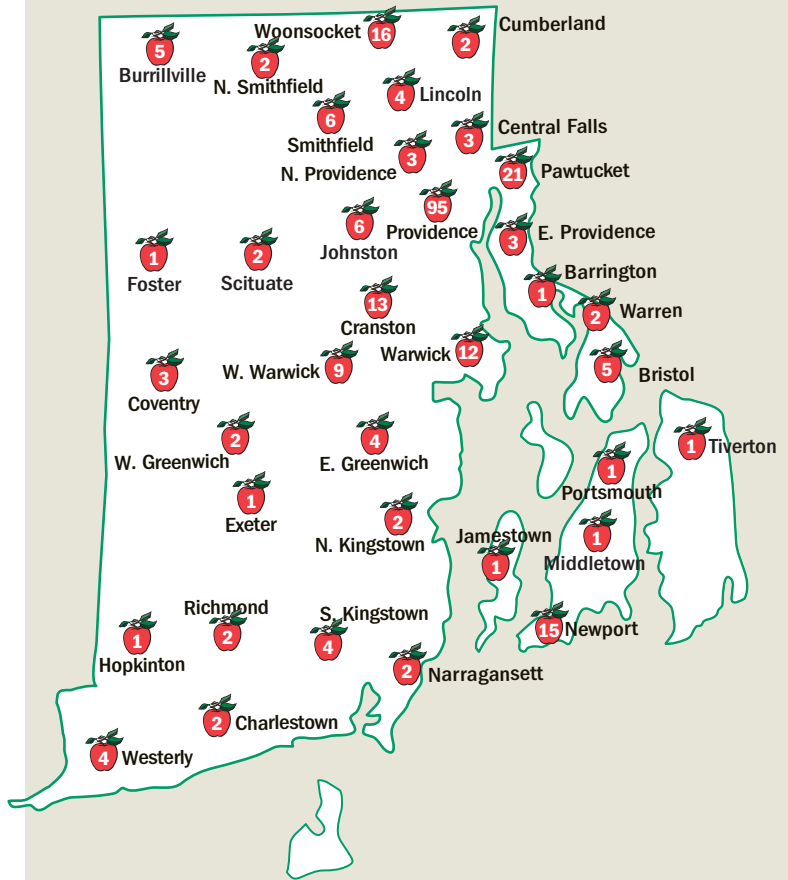 Woonsocket 16
Cumberland
2
5
Burrillville
2
N. Smithfield
4 Lincoln
6
Smithfield
Central Falls
3
N. Providence 3
21 Pawtucket
95
Providence
6
Johnston
3 E. Providence
1
Foster
2
Scituate
Barrington
1
13
Cranston
2 Warren
Warwick 12
W. Warwick 9
3
Coventry
5 Bristol
2
W. Greenwich
4
E. Greenwich
1 Tiverton
1
Portsmouth
1
Exeter
2
N. Kingstown
Jamestown
1
1
Middletown
Richmond
2
S. Kingstown
4
15 Newport
1
Hopkinton
2 Narragansett
2 Charlestown
4 Westerly